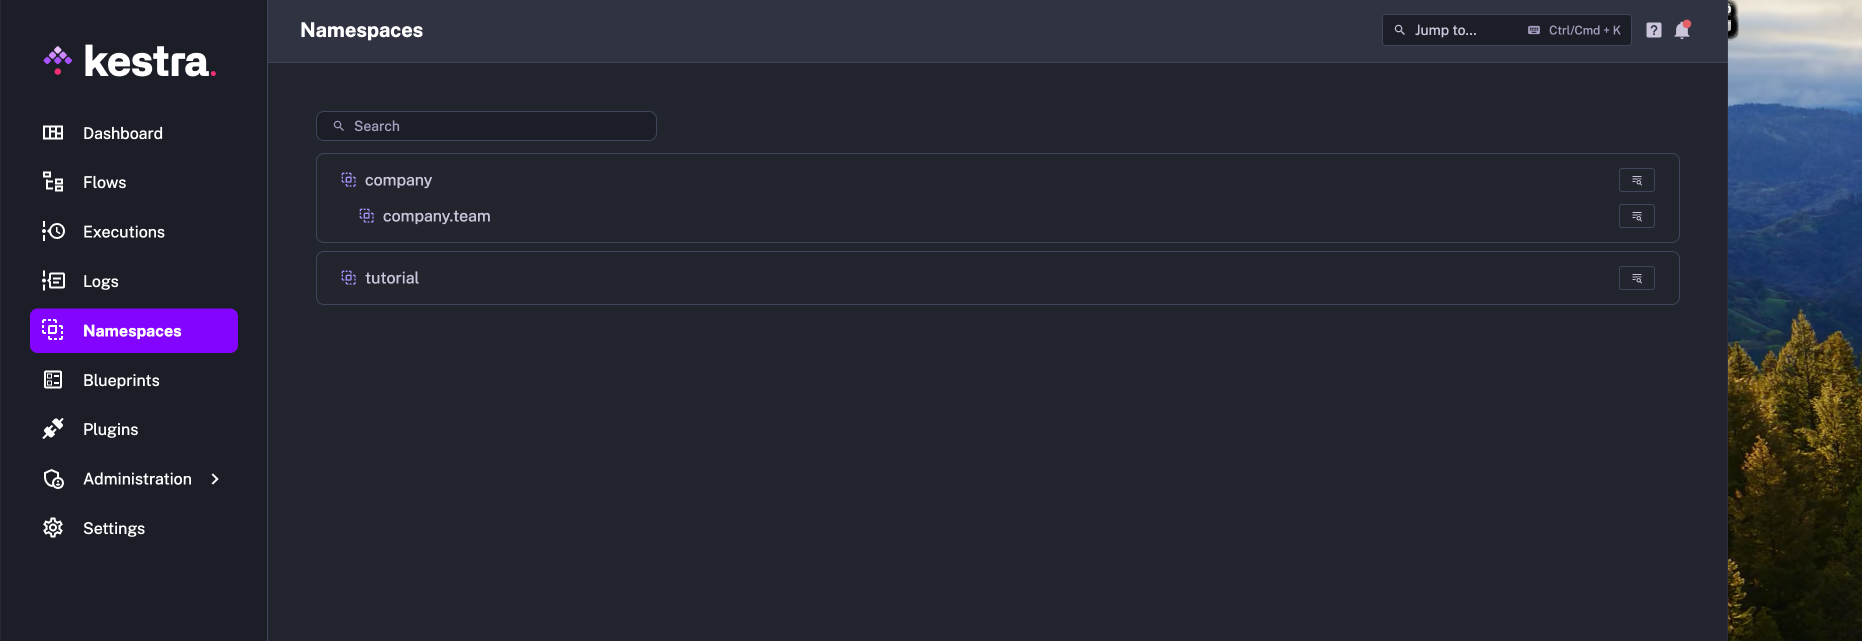 Namespaces
Jump to...
Ctrl/Cmd + K
kestra.
Dashboard
Flows
Executions
Logs
Namespaces
Blueprints
Plugins
Administration
Settings
Search
company
company.team
tutorial